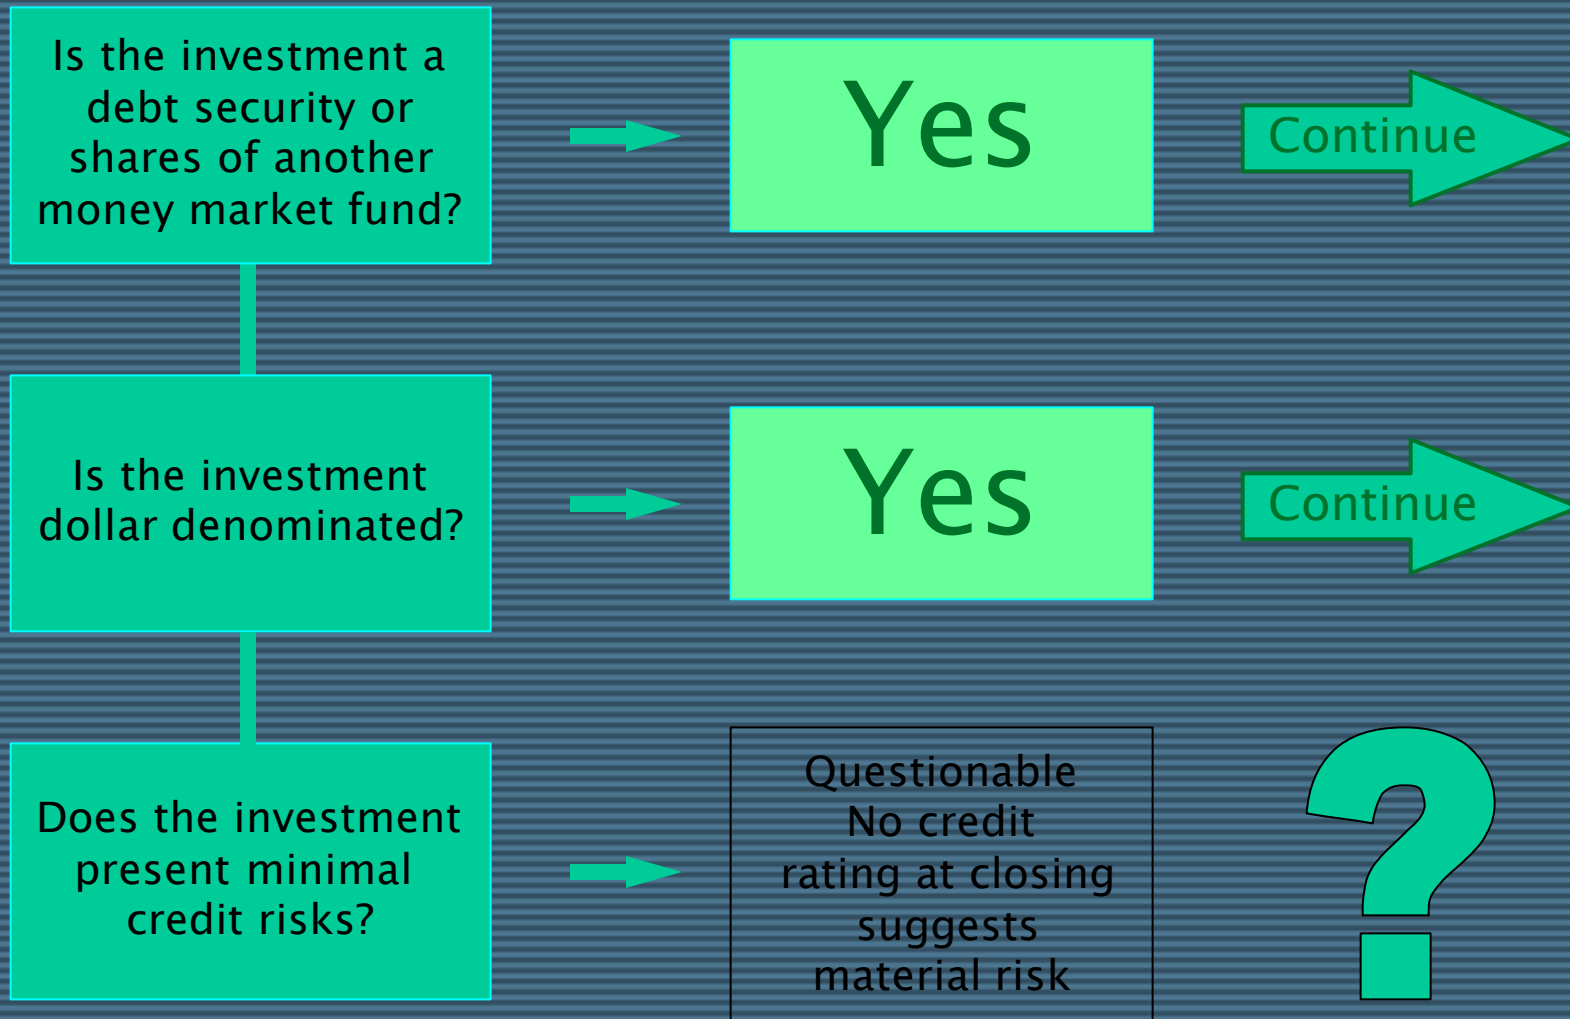 Is the investment a
debt security or
shares of another
money market fund?
Yes
Continue
Is the investment
dollar denominated?
Yes
Continue
Does the investment
present minimal
credit risks?
Questionable
No credit
rating at closing
suggests
material risk
?